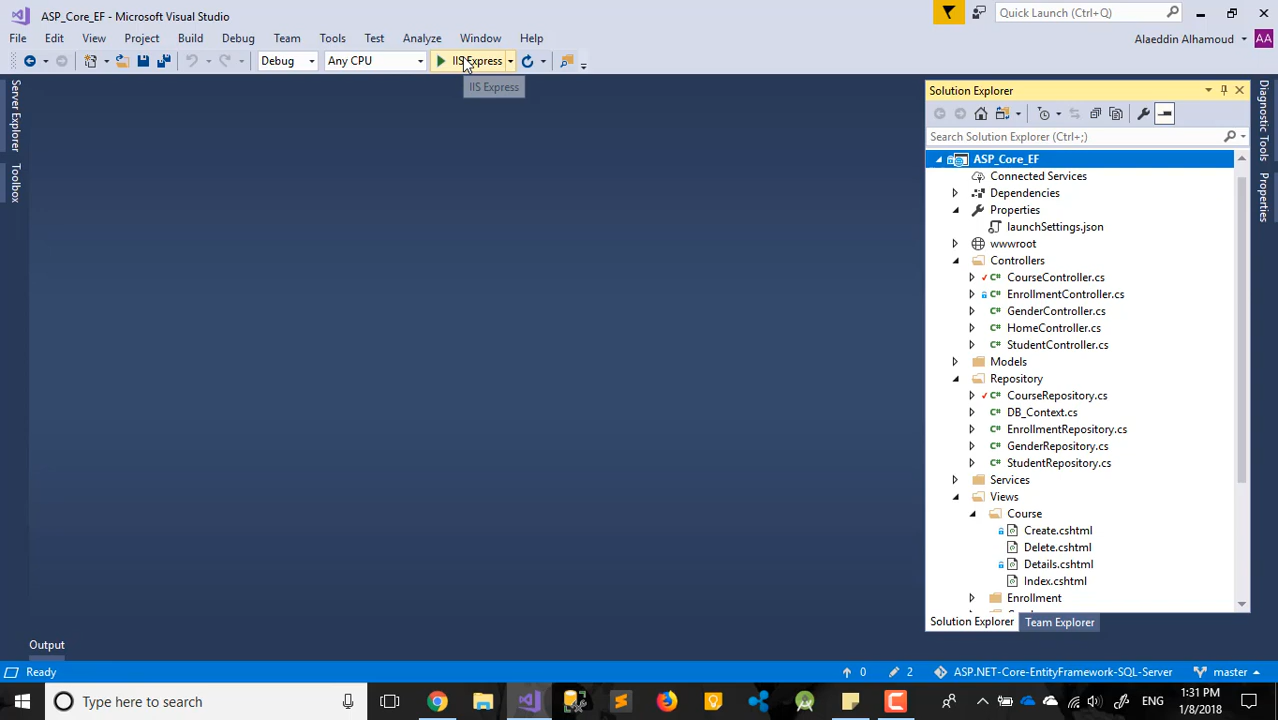 ASP_Core_EF - Microsoft Visual Studio
Quick Launch (Ctrl+Q)
File Edit View Project Build Debug Team Tools Test Analyze Window Help
Alaeddin Alhamoud
AA
Debug
Any CPU
IIS Express
IIS Express
Server Explorer
Toolbox
Solution Explorer
Search Solution Explorer (Ctrl+;)
ASP_Core_EF
Connected Services
Dependencies
Properties
launchSettings.json
wwwroot
Controllers
C# CourseController.cs
C# EnrollmentController.cs
C# GenderController.cs
C# HomeController.cs
C# StudentController.cs
Models
Repository
C# CourseRepository.cs
C# DB_Context.cs
C# EnrollmentRepository.cs
C# GenderRepository.cs
C# StudentRepository.cs
Services
Views
Course
Create.cshtml
Delete.cshtml
Details.cshtml
Index.cshtml
Enrollment
Solution Explorer Team Explorer
Diagnostic Tools
Properties
Output
Ready
0
2
ASP.NET-Core-EntityFramework-SQL-Server
master
Type here to search
ENG
1:31 PM
1/8/2018